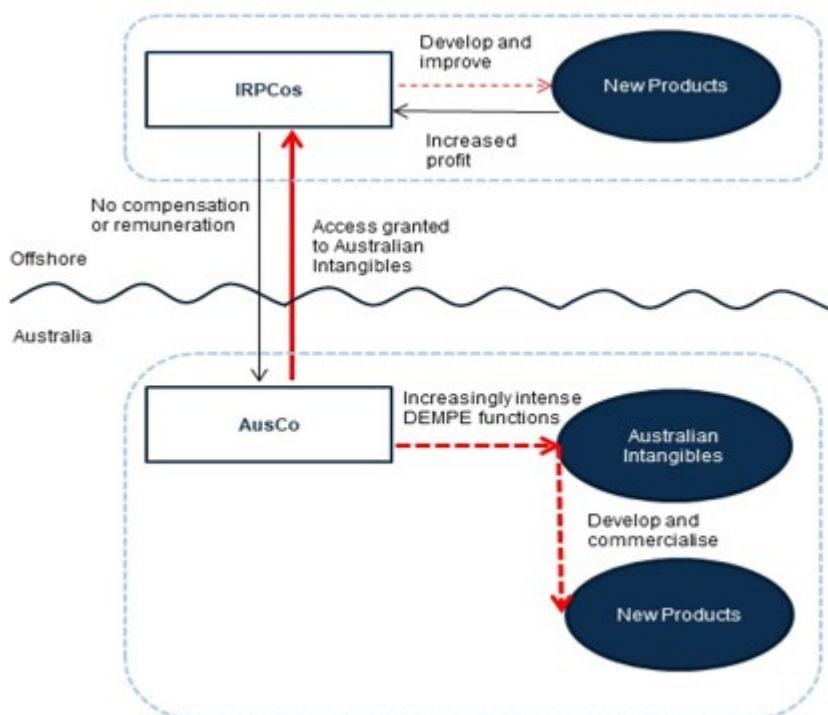 Develop and
improve
IRPCos
New Products
Increased
profit
No compensation
or remuneration
Access granted
to Australian
Intangibles
Offshore
Australia
Increasingly intense
DEMPE functions
AusCo
Australian
Intangibles
Develop and
commercialise
New Products